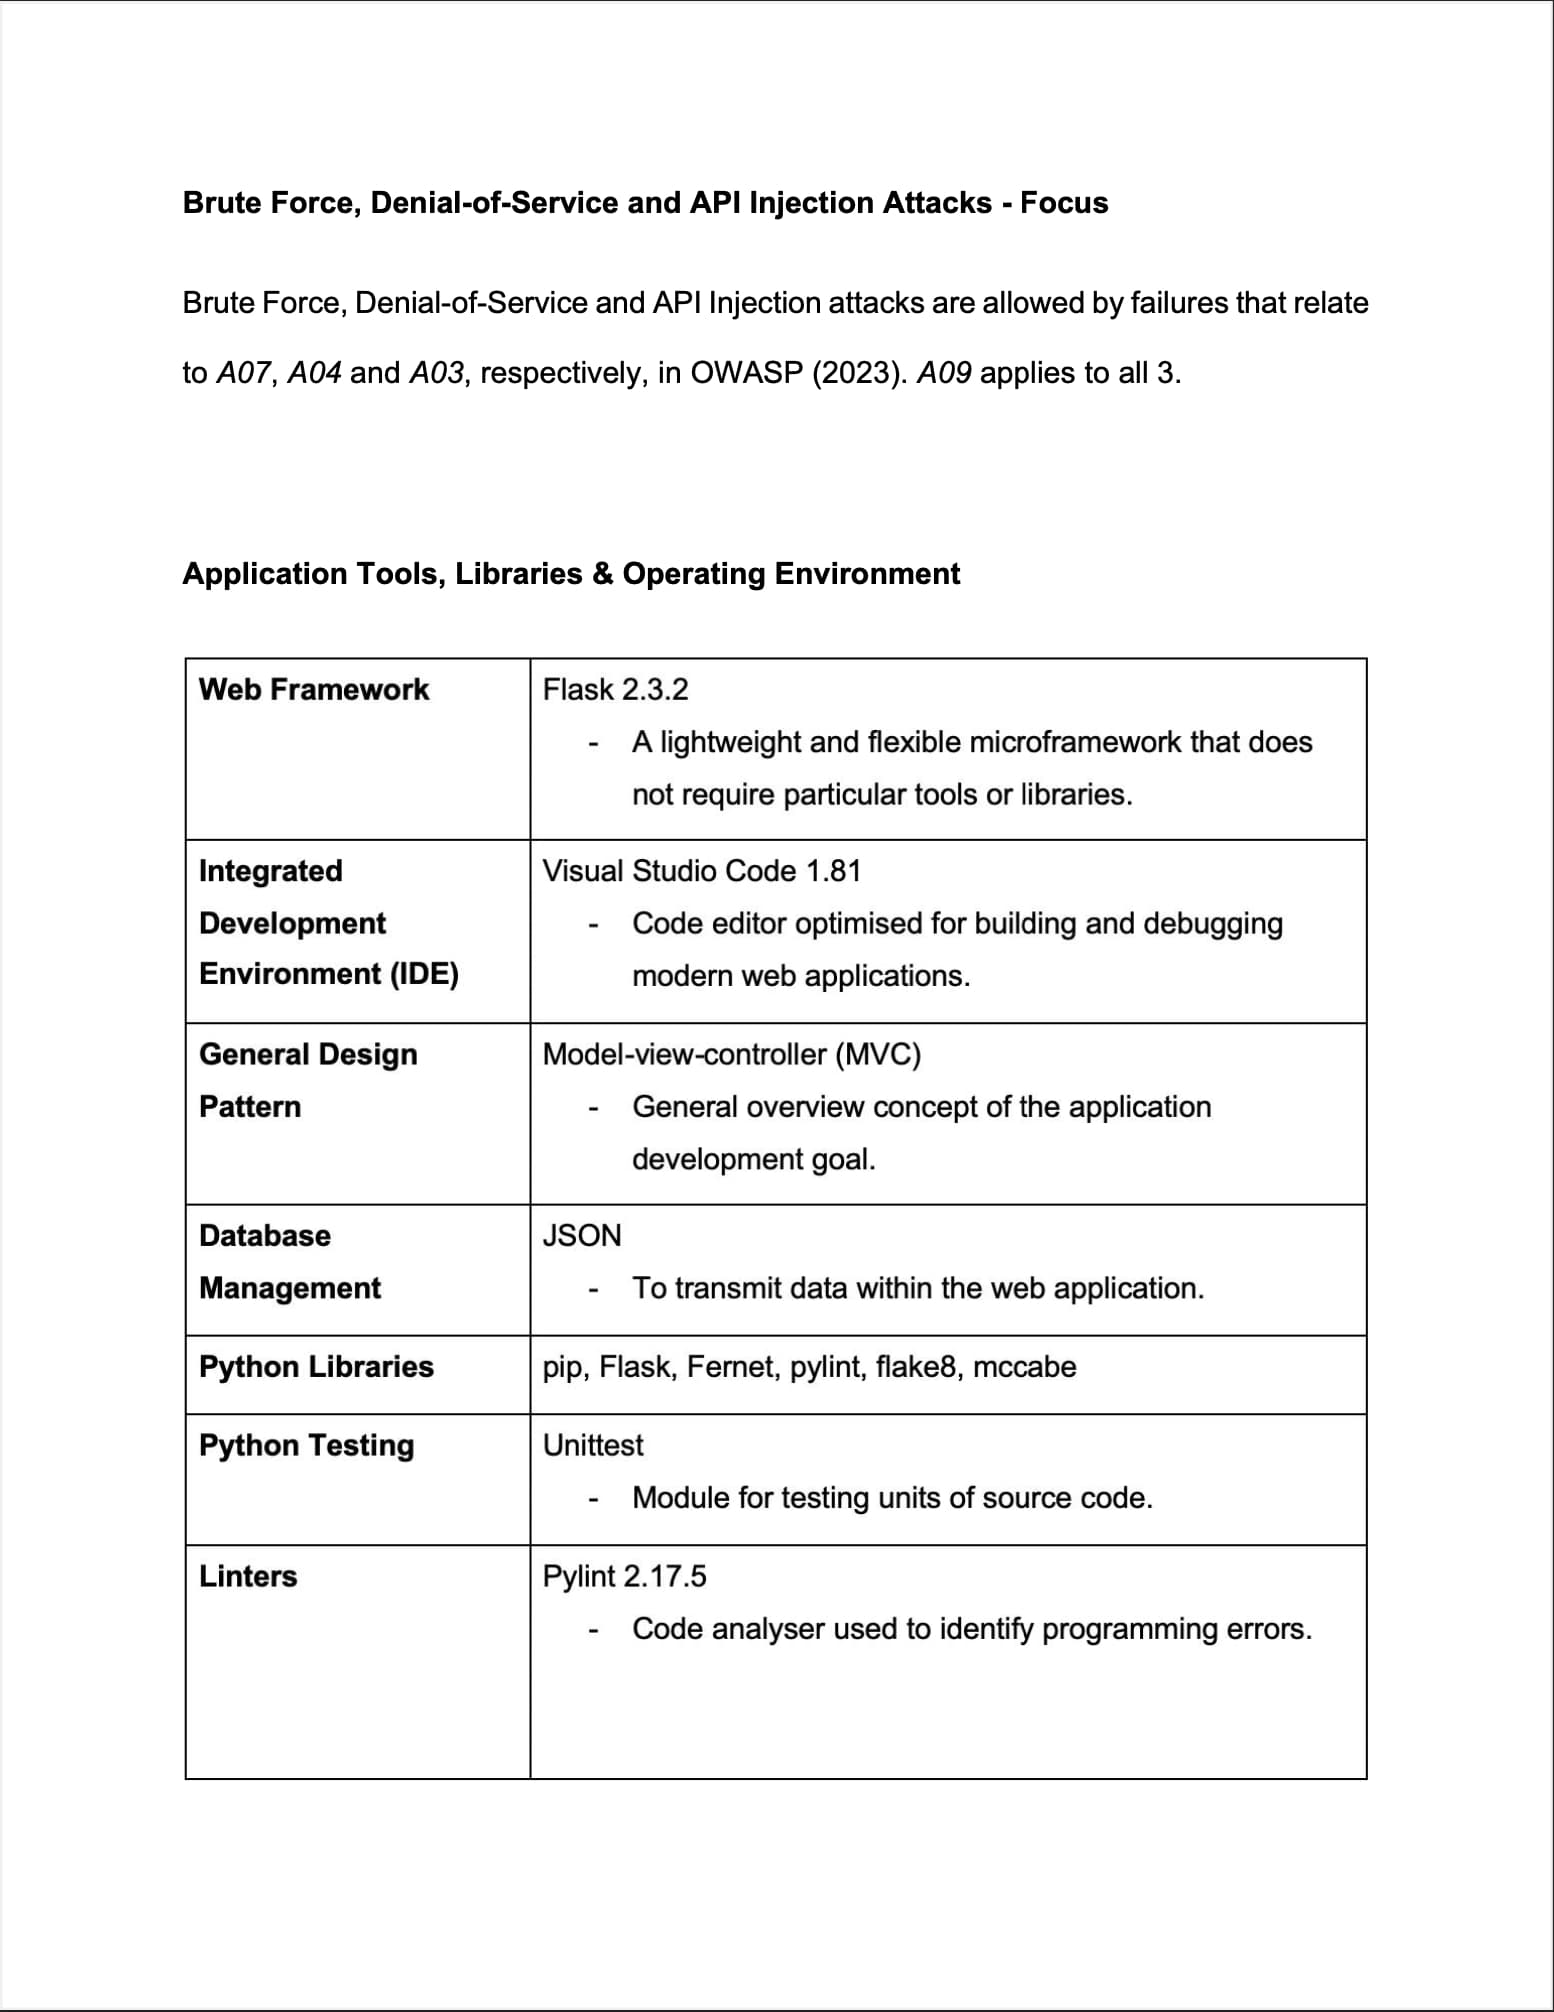 Brute Force, Denial-of-Service and API Injection Attacks - Focus
Brute Force, Denial-of-Service and API Injection attacks are allowed by failures that relate
to A07, A04 and A03, respectively, in OWASP (2023). A09 applies to all 3.
Application Tools, Libraries & Operating Environment
Web Framework
Flask 2.3.2
- A lightweight and flexible microframework that does
not require particular tools or libraries.
Integrated
Development
Environment (IDE)
Visual Studio Code 1.81
- Code editor optimised for building and debugging
modern web applications.
General Design
Pattern
Model-view-controller (MVC)
- General overview concept of the application
development goal.
Database
Management
JSON
- To transmit data within the web application.
Python Libraries
pip, Flask, Fernet, pylint, flake8, mccabe
Python Testing
Unittest
- Module for testing units of source code.
Linters
Pylint 2.17.5
- Code analyser used to identify programming errors.